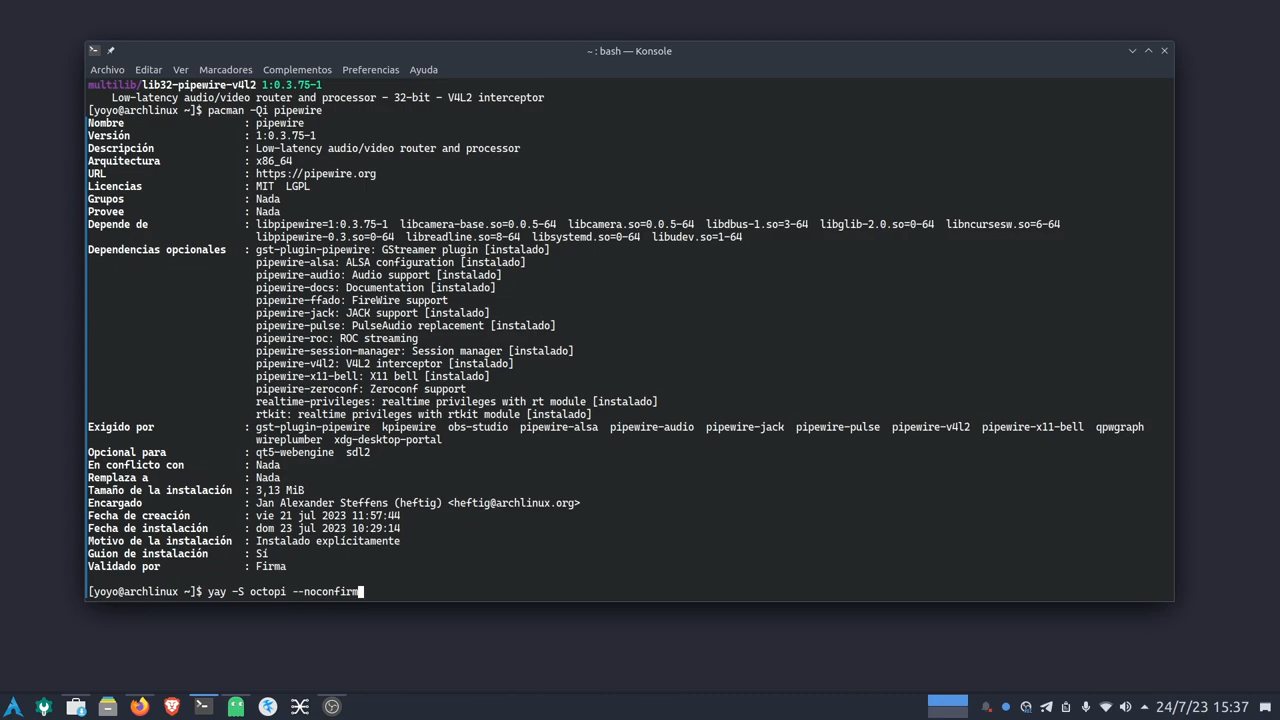 ~ : bash — Konsole
Archivo Editar Ver Marcadores Complementos Preferencias Ayuda
multilib/lib32-pipewire-v4l2 1:0.3.75-1
Low-latency audio/video router and processor - 32-bit - V4L2 interceptor
[yoyo@archlinux ~]$ pacman -Qi pipewire
Nombre : pipewire
Versión : 1:0.3.75-1
Descripción : Low-latency audio/video router and processor
Arquitectura : x86_64
URL : https://pipewire.org
Licencias : MIT LGPL
Grupos : Nada
Provee : Nada
Depende de : libpipewire=1:0.3.75-1 libcamera-base.so=0.0.5-64 libcamera.so=0.0.5-64 libdbus-1.so=3-64 libglib-2.0.so=0-64 libncursesw.so=6-64
libpipewire-0.3.so=0-64 libreadline.so=8-64 libsystemd.so=0-64 libudev.so=1-64
Dependencias opcionales : gst-plugin-pipewire: GStreamer plugin [instalado]
pipewire-alsa: ALSA configuration [instalado]
pipewire-audio: Audio support [instalado]
pipewire-docs: Documentation [instalado]
pipewire-ffado: FireWire support
pipewire-jack: JACK support [instalado]
pipewire-pulse: PulseAudio replacement [instalado]
pipewire-roc: ROC streaming
pipewire-session-manager: Session manager [instalado]
pipewire-v4l2: V4L2 interceptor [instalado]
pipewire-x11-bell: X11 bell [instalado]
pipewire-zeroconf: Zeroconf support
realtime-privileges: realtime privileges with rt module [instalado]
rtkit: realtime privileges with rtkit module [instalado]
Exigido por : gst-plugin-pipewire kpipewire obs-studio pipewire-alsa pipewire-audio pipewire-jack pipewire-pulse pipewire-v4l2 pipewire-x11-bell qpwgraph
wireplumber xdg-desktop-portal
Opcional para : qt5-webengine sdl2
En conflicto con : Nada
Remplaza a : Nada
Tamaño de la instalación : 3,13 MiB
Encargado : Jan Alexander Steffens (heftig) <heftig@archlinux.org>
Fecha de creación : vie 21 jul 2023 11:57:44
Fecha de instalación : dom 23 jul 2023 10:29:14
Motivo de la instalación : Instalado explícitamente
Guion de instalación : Sí
Validado por : Firma
[yoyo@archlinux ~]$ yay -S octopi --noconfirm
24/7/23 15:37